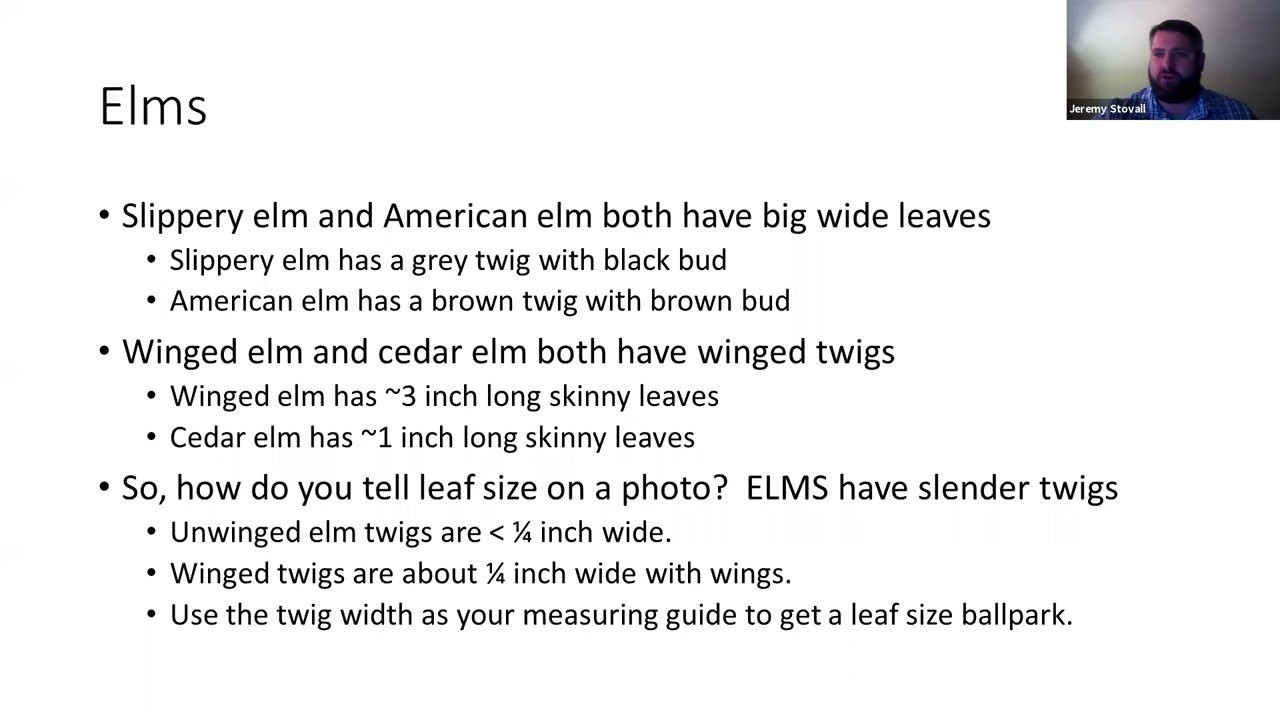 Jeremy Stovall
Elms
• Slippery elm and American elm both have big wide leaves
• Slippery elm has a grey twig with black bud
• American elm has a brown twig with brown bud
• Winged elm and cedar elm both have winged twigs
• Winged elm has ~3 inch long skinny leaves
• Cedar elm has ~1 inch long skinny leaves
• So, how do you tell leaf size on a photo?  ELMS have slender twigs
• Unwinged elm twigs are < ¼ inch wide.
• Winged twigs are about ¼ inch wide with wings.
• Use the twig width as your measuring guide to get a leaf size ballpark.